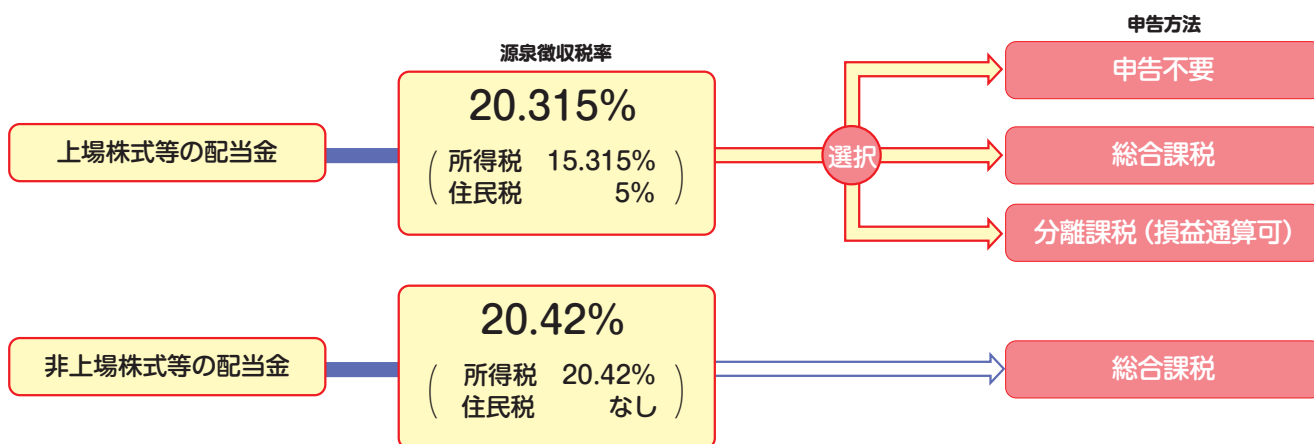 源泉徴収税率
申告方法
上場株式等の配当金
20.315%
(所得税 15.315%
住民税 5%)
選択
申告不要
総合課税
分離課税(損益通算可)
非上場株式等の配当金
20.42%
(所得税 20.42%
住民税 なし)
総合課税